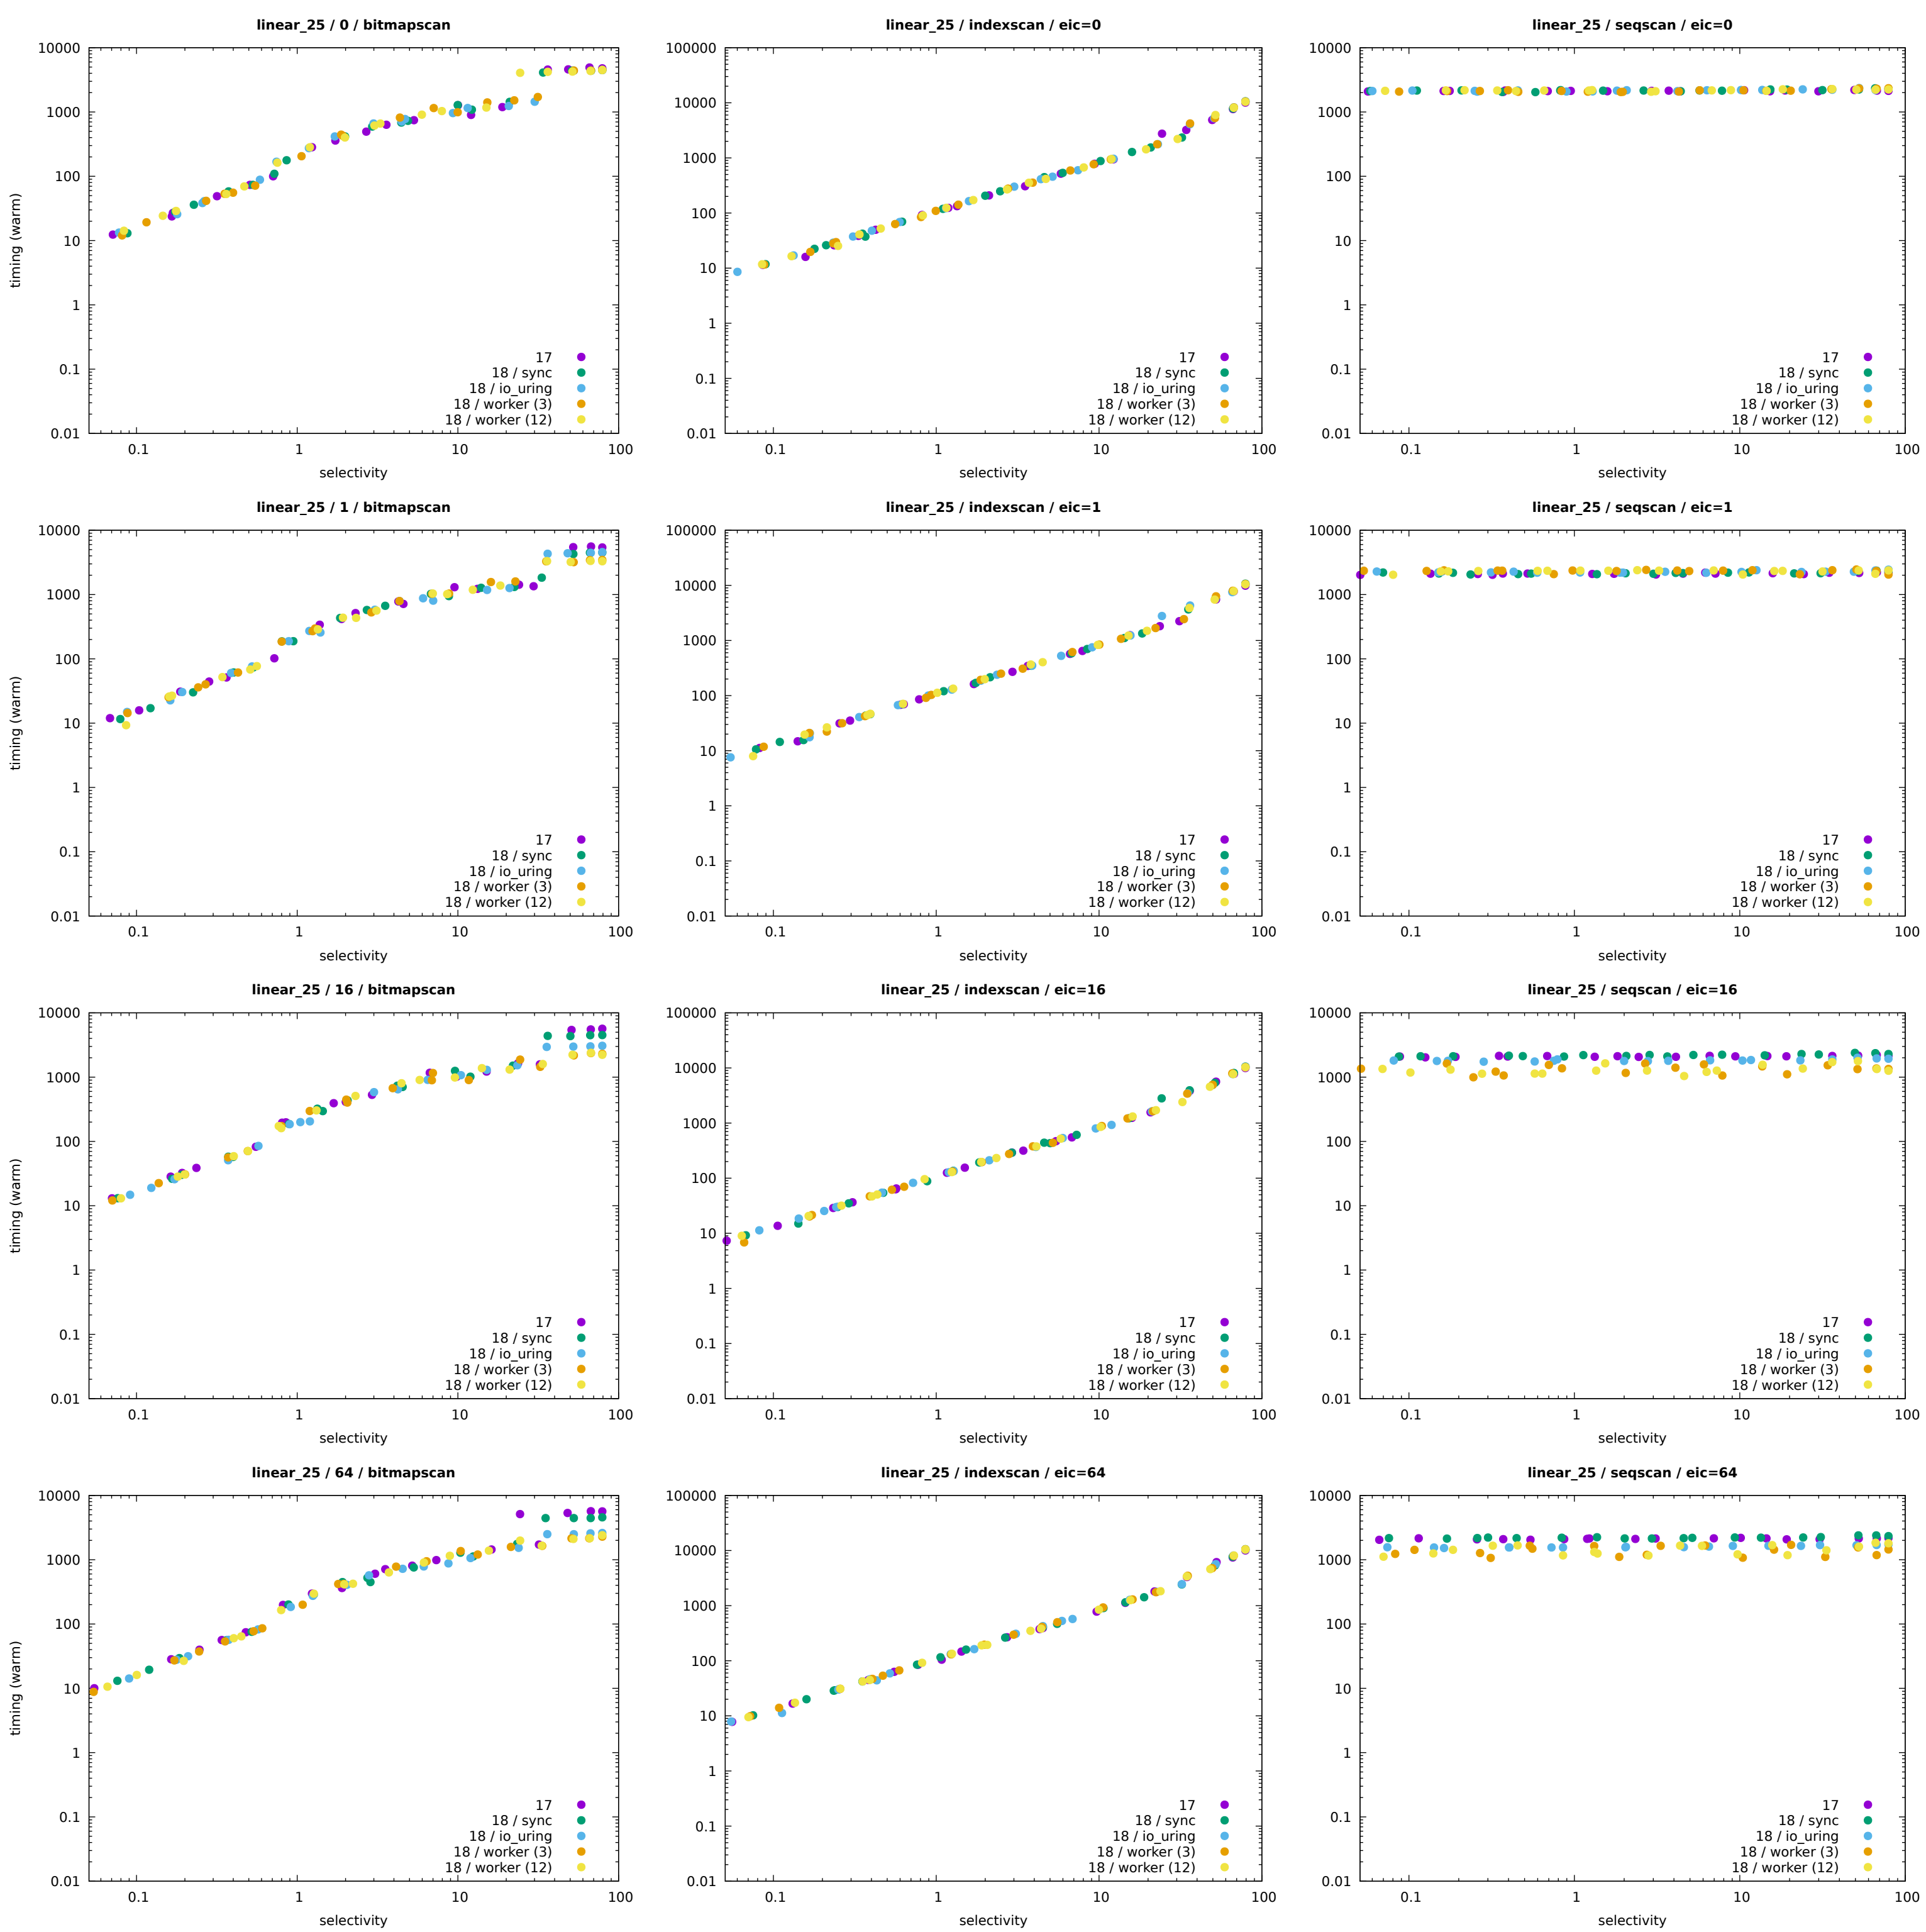 linear_25 / 0 / bitmapscan
timing (warm)
10000
1000
100
10
1
0.1
0.01
17
18 / sync
18 / io_uring
18 / worker (3)
18 / worker (12)
0.1 1 10 100
selectivity
linear_25 / indexscan / eic=0
100000
10000
1000
100
10
1
0.1
0.01
17
18 / sync
18 / io_uring
18 / worker (3)
18 / worker (12)
0.1 1 10 100
selectivity
linear_25 / seqscan / eic=0
10000
1000
100
10
1
0.1
0.01
17
18 / sync
18 / io_uring
18 / worker (3)
18 / worker (12)
0.1 1 10 100
selectivity
linear_25 / 1 / bitmapscan
timing (warm)
10000
1000
100
10
1
0.1
0.01
17
18 / sync
18 / io_uring
18 / worker (3)
18 / worker (12)
0.1 1 10 100
selectivity
linear_25 / indexscan / eic=1
100000
10000
1000
100
10
1
0.1
0.01
17
18 / sync
18 / io_uring
18 / worker (3)
18 / worker (12)
0.1 1 10 100
selectivity
linear_25 / seqscan / eic=1
10000
1000
100
10
1
0.1
0.01
17
18 / sync
18 / io_uring
18 / worker (3)
18 / worker (12)
0.1 1 10 100
selectivity
linear_25 / 16 / bitmapscan
timing (warm)
10000
1000
100
10
1
0.1
0.01
17
18 / sync
18 / io_uring
18 / worker (3)
18 / worker (12)
0.1 1 10 100
selectivity
linear_25 / indexscan / eic=16
100000
10000
1000
100
10
1
0.1
0.01
17
18 / sync
18 / io_uring
18 / worker (3)
18 / worker (12)
0.1 1 10 100
selectivity
linear_25 / seqscan / eic=16
10000
1000
100
10
1
0.1
0.01
17
18 / sync
18 / io_uring
18 / worker (3)
18 / worker (12)
0.1 1 10 100
selectivity
linear_25 / 64 / bitmapscan
timing (warm)
10000
1000
100
10
1
0.1
0.01
17
18 / sync
18 / io_uring
18 / worker (3)
18 / worker (12)
0.1 1 10 100
selectivity
linear_25 / indexscan / eic=64
100000
10000
1000
100
10
1
0.1
0.01
17
18 / sync
18 / io_uring
18 / worker (3)
18 / worker (12)
0.1 1 10 100
selectivity
linear_25 / seqscan / eic=64
10000
1000
100
10
1
0.1
0.01
17
18 / sync
18 / io_uring
18 / worker (3)
18 / worker (12)
0.1 1 10 100
selectivity